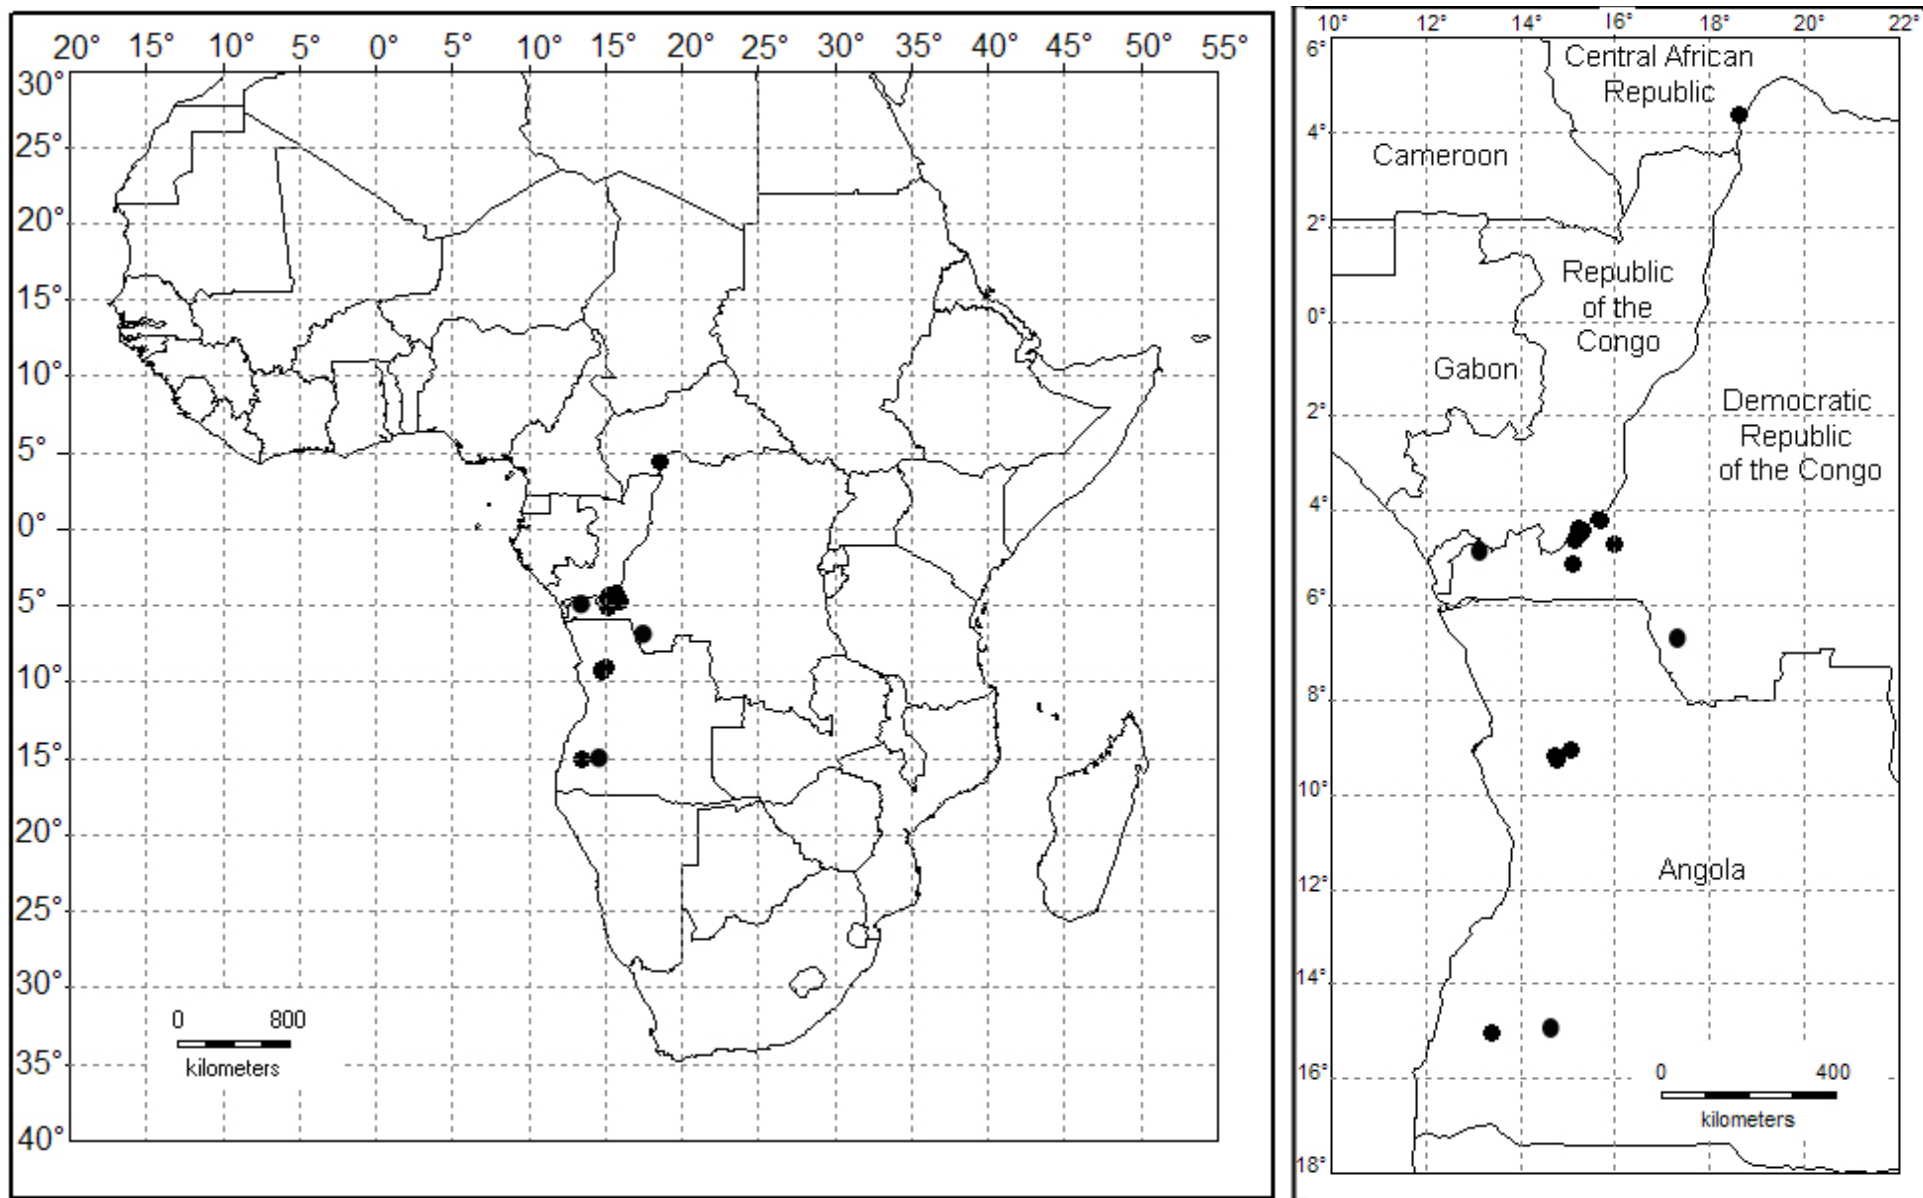 20° 15° 10° 5° 0° 5° 10° 15° 20° 25° 30° 35° 40° 45° 50° 55°
30°
25°
20°
15°
10°
5°
0°
5°
10°
15°
20°
25°
30°
35°
40°
0 800
kilometers
10° 12° 14° 16° 18° 20° 22°
6°
4°
2°
0°
2°
4°
6°
8°
10°
12°
14°
16°
18°
Central African
Republic
Cameroon
Republic
of the
Congo
Gabon
Democratic
Republic
of the Congo
Angola
0 400
kilometers